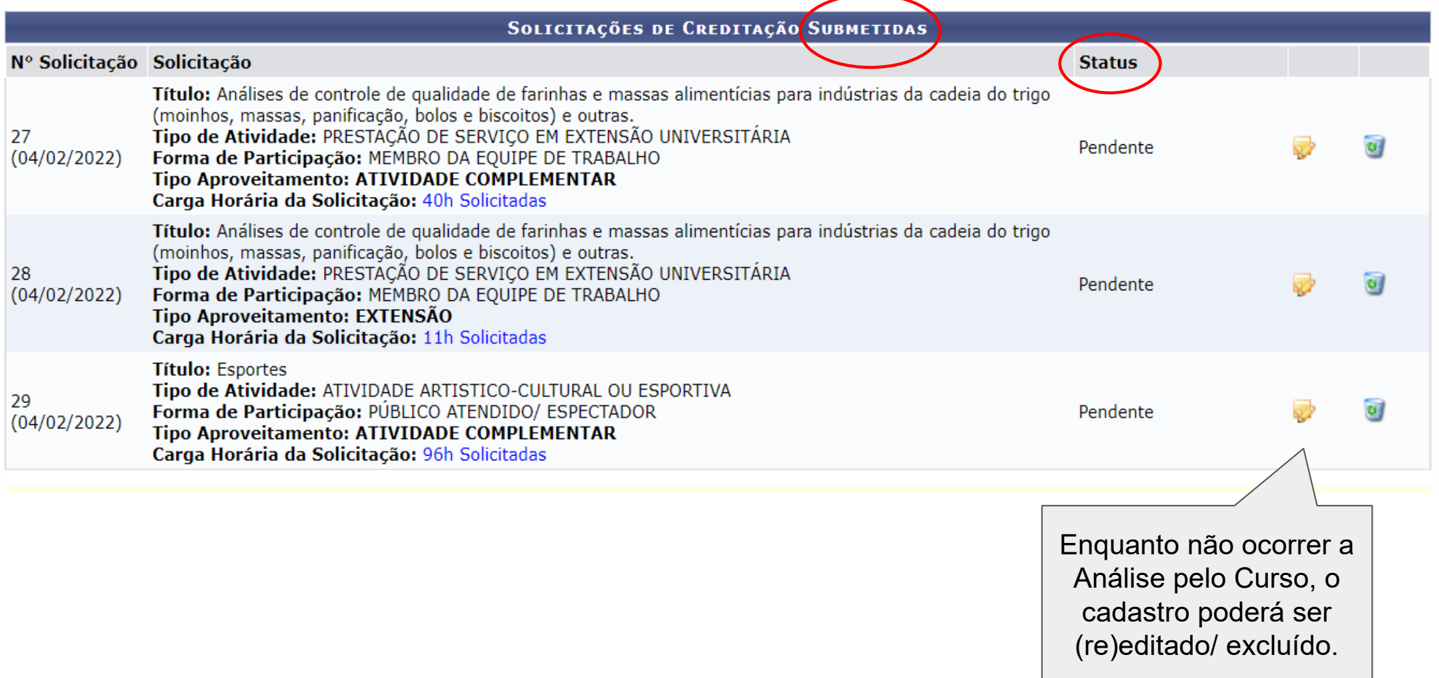 SOLICITAÇÕES DE CREDITAÇÃO SUBMETIDAS
Nº Solicitação Solicitação Status
27
(04/02/2022)
Título: Análises de controle de qualidade de farinhas e massas alimentícias para indústrias da cadeia do trigo
(moinhos, massas, panificação, bolos e biscoitos) e outras.
Tipo de Atividade: PRESTAÇÃO DE SERVIÇO EM EXTENSÃO UNIVERSITÁRIA
Forma de Participação: MEMBRO DA EQUIPE DE TRABALHO
Tipo Aproveitamento: ATIVIDADE COMPLEMENTAR
Carga Horária da Solicitação: 40h Solicitadas
Pendente
28
(04/02/2022)
Título: Análises de controle de qualidade de farinhas e massas alimentícias para indústrias da cadeia do trigo
(moinhos, massas, panificação, bolos e biscoitos) e outras.
Tipo de Atividade: PRESTAÇÃO DE SERVIÇO EM EXTENSÃO UNIVERSITÁRIA
Forma de Participação: MEMBRO DA EQUIPE DE TRABALHO
Tipo Aproveitamento: EXTENSÃO
Carga Horária da Solicitação: 11h Solicitadas
Pendente
29
(04/02/2022)
Título: Esportes
Tipo de Atividade: ATIVIDADE ARTISTICO-CULTURAL OU ESPORTIVA
Forma de Participação: PÚBLICO ATENDIDO/ ESPECTADOR
Tipo Aproveitamento: ATIVIDADE COMPLEMENTAR
Carga Horária da Solicitação: 96h Solicitadas
Pendente
Enquanto não ocorrer a
Análise pelo Curso, o
cadastro poderá ser
(re)editado/ excluído.